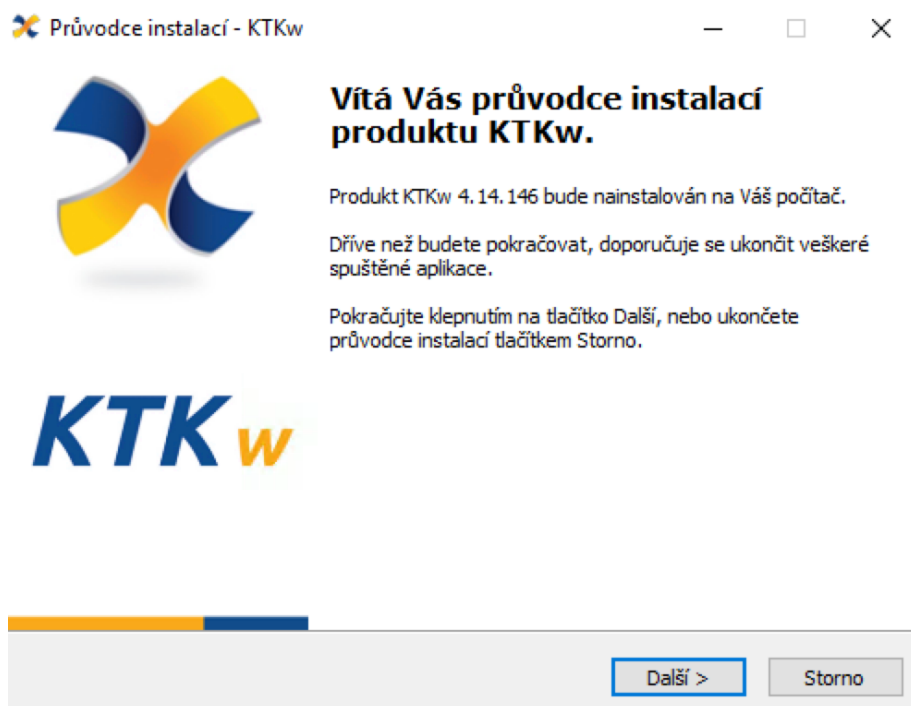 Průvodce instalací - KTKw
Vítá Vás průvodce instalací
produktu KTKw.
Produkt KTKw 4.14.146 bude nainstalován na Váš počítač.
Dříve než budete pokračovat, doporučuje se ukončit veškeré
spuštěné aplikace.
Pokračujte klepnutím na tlačítko Další, nebo ukončete
průvodce instalací tlačítkem Storno.
KTKw
Další >
Storno